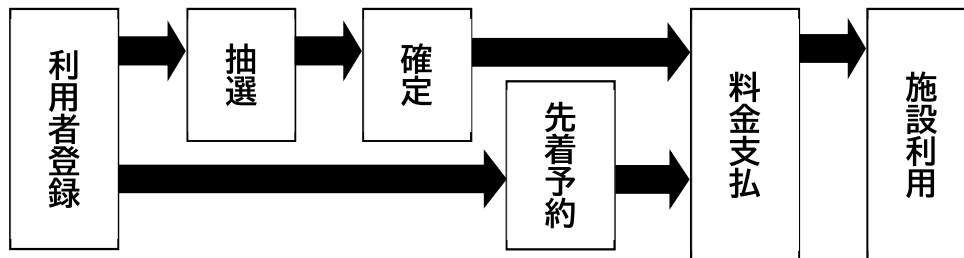 利用者登録
抽選
確定
先着予約
料金支払
施設利用